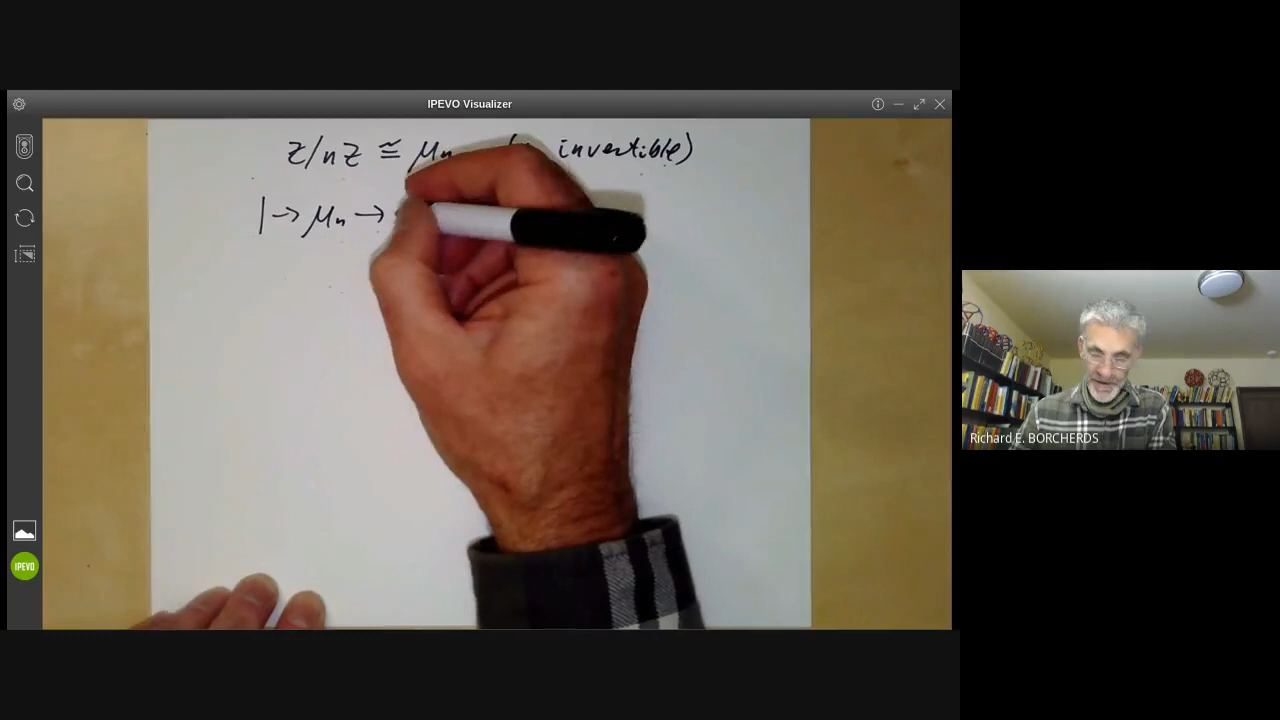 IPEVO Visualizer
Z/nZ ≅ μn ( invertible)
1 → μn →
IPEVO
Richard E. BORCHERDS